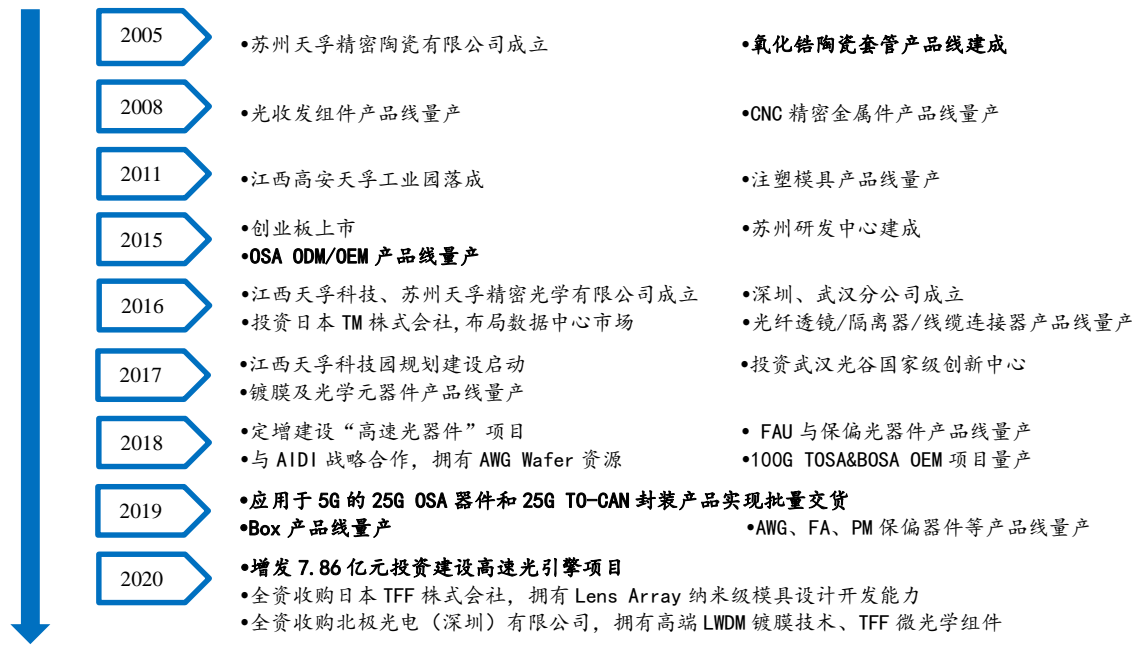 2005
•苏州天孚精密陶瓷有限公司成立
•氧化锆陶瓷套管产品线建成
2008
•光收发组件产品线量产
•CNC 精密金属件产品线量产
2011
•江西高安天孚工业园落成
•注塑模具产品线量产
2015
•创业板上市
•苏州研发中心建成
•OSA ODM/OEM 产品线量产
2016
•江西天孚科技、苏州天孚精密光学有限公司成立
•深圳、武汉分公司成立
•投资日本 TM 株式会社,布局数据中心市场
•光纤透镜/隔离器/线缆连接器产品线量产
2017
•江西天孚科技园规划建设启动
•投资武汉光谷国家级创新中心
•镀膜及光学元器件产品线量产
2018
•定增建设“高速光器件”项目
• FAU 与保偏光器件产品线量产
•与 AIDI 战略合作，拥有 AWG Wafer 资源
•100G TOSA&BOSA OEM 项目量产
2019
•应用于 5G 的 25G OSA 器件和 25G TO-CAN 封装产品实现批量交货
•Box 产品线量产
•AWG、FA、PM 保偏器件等产品线量产
2020
•增发 7.86 亿元投资建设高速光引擎项目
•全资收购日本 TFF 株式会社，拥有 Lens Array 纳米级模具设计开发能力
•全资收购北极光电（深圳）有限公司，拥有高端 LWDM 镀膜技术、TFF 微光学组件